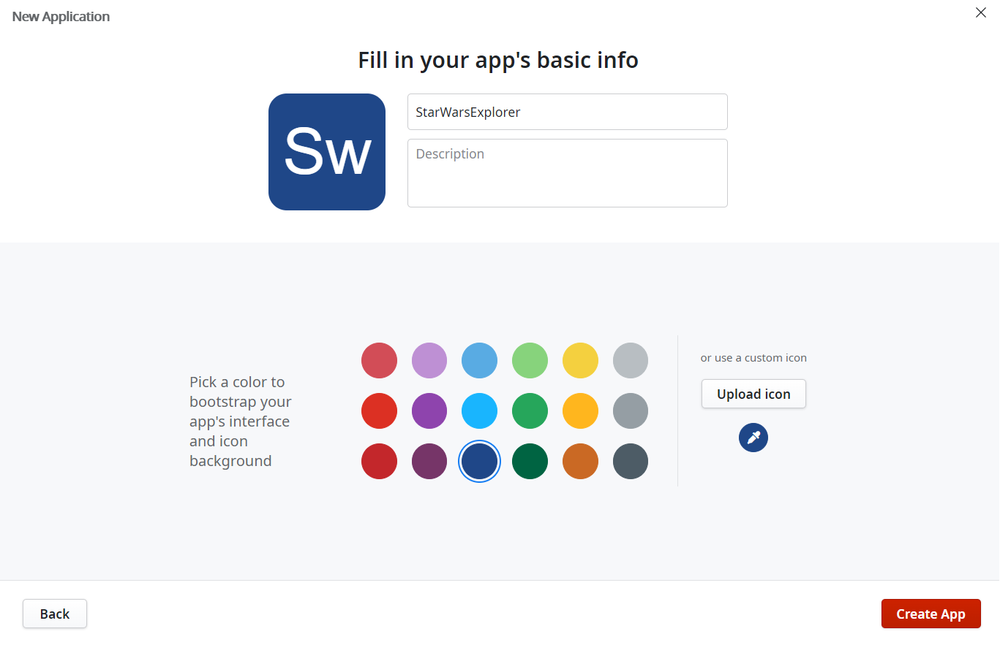 New Application
Fill in your app's basic info
Sw
StarWarsExplorer
Description
Pick a color to
bootstrap your
app's interface
and icon
background
or use a custom icon
Upload icon
Back
Create App